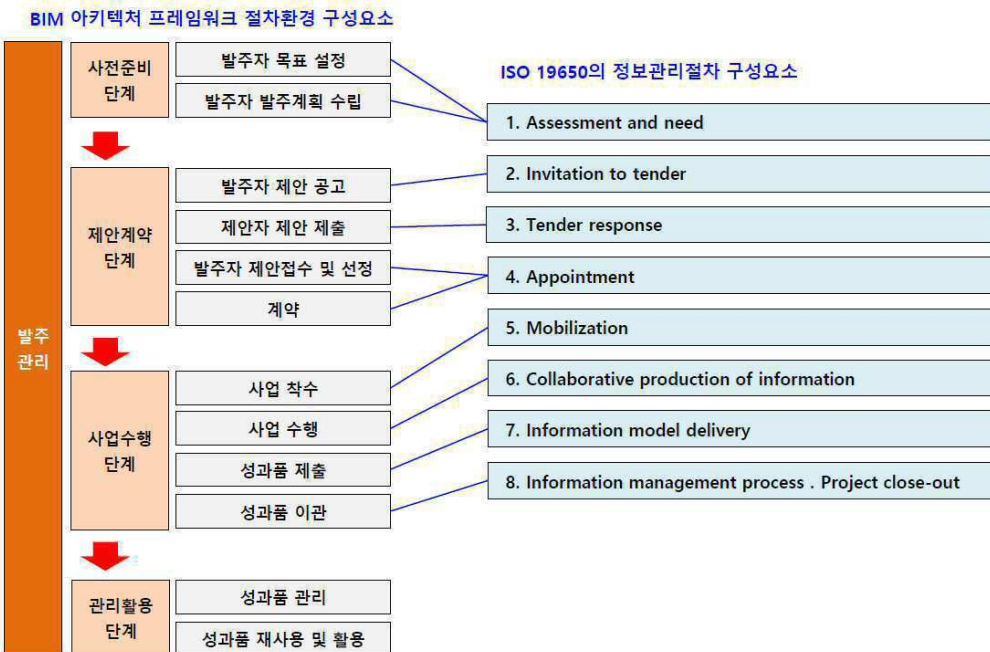 BIM 아키텍처 프레임워크 절차환경 구성요소
ISO 19650의 정보관리절차 구성요소
발주
관리
사전준비
단계
발주자 목표 설정
발주자 발주계획 수립
제안계약
단계
발주자 제안 공고
제안자 제안 제출
발주자 제안접수 및 선정
계약
사업수행
단계
사업 착수
사업 수행
성과품 제출
성과품 이관
관리활용
단계
성과품 관리
성과품 재사용 및 활용
1. Assessment and need
2. Invitation to tender
3. Tender response
4. Appointment
5. Mobilization
6. Collaborative production of information
7. Information model delivery
8. Information management process . Project close-out